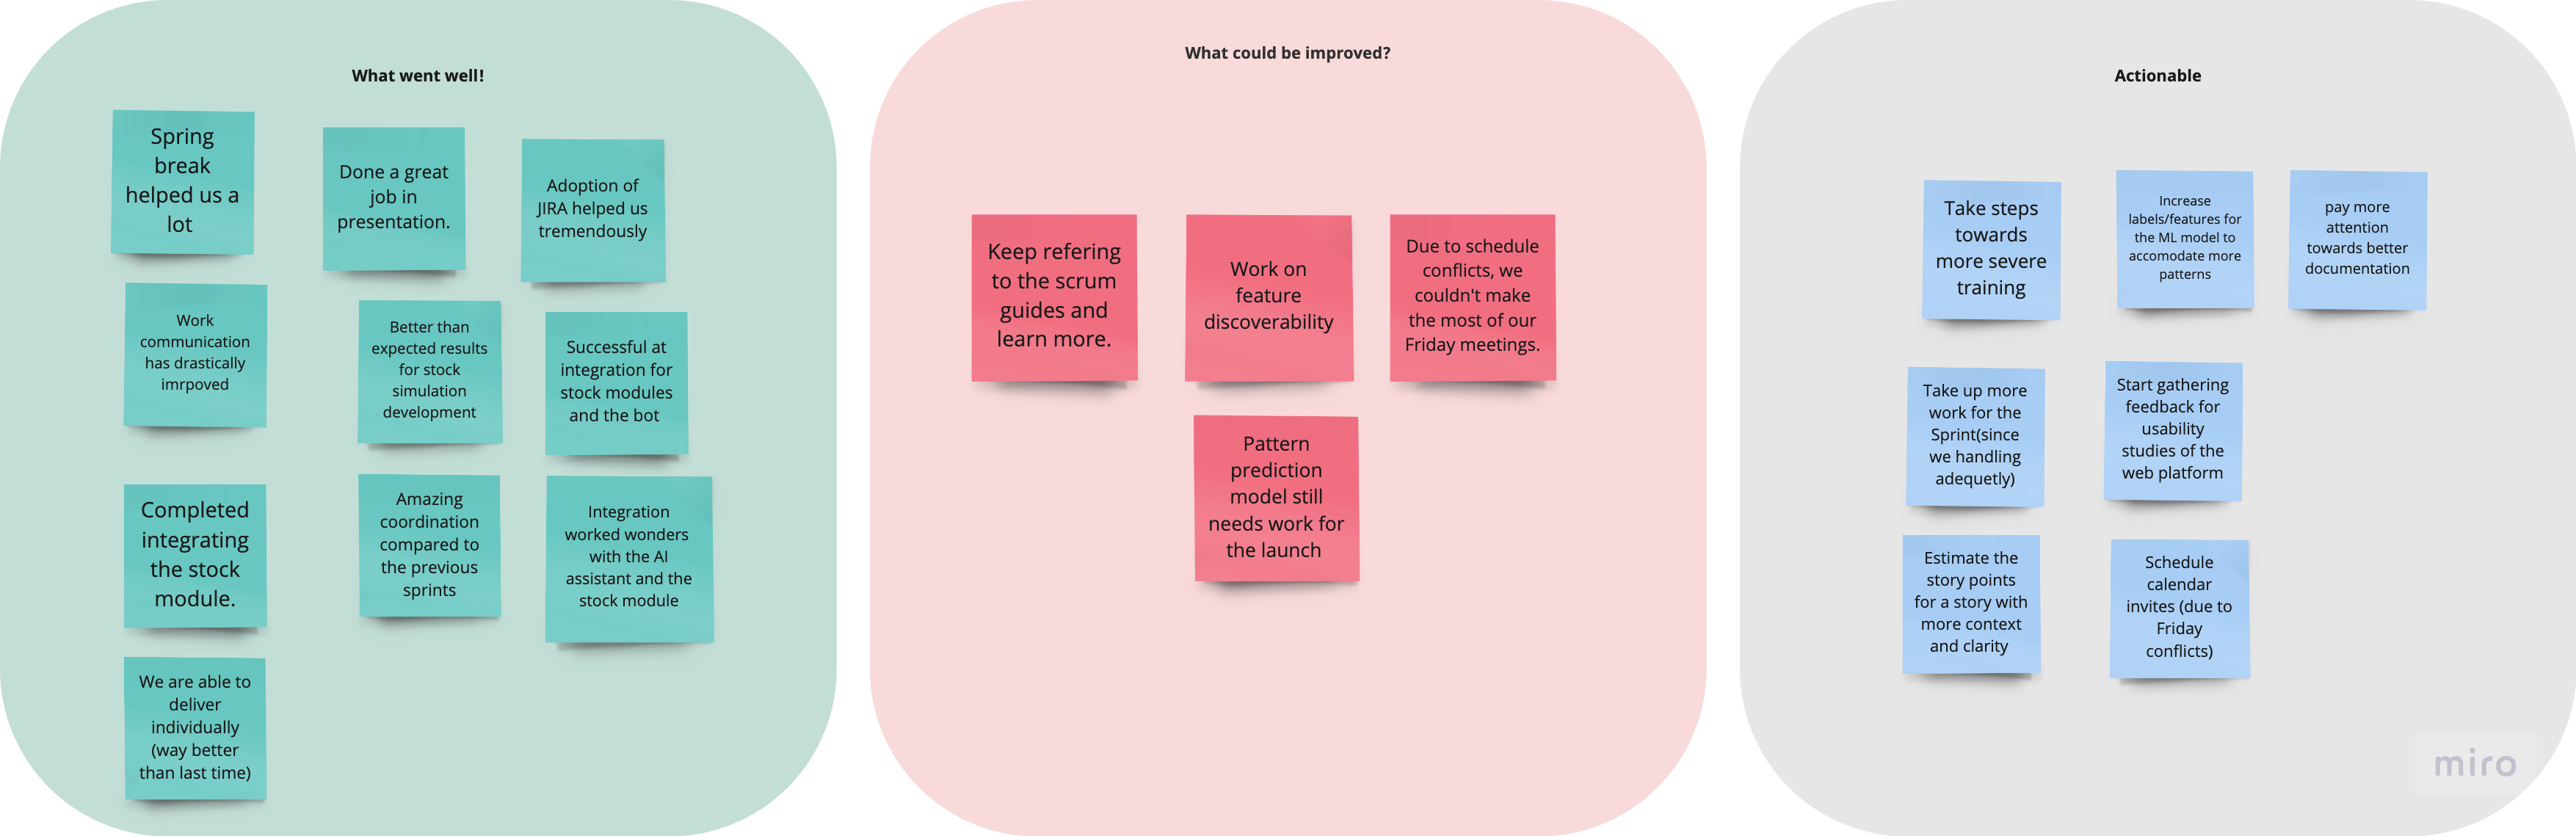 What went well!
Spring
break
helped us a
lot
Done a great
job in
presentation.
Adoption of
JIRA helped us
tremendously
Work
communication
has drastically
imrpoved
Better than
expected results
for stock
simulation
development
Successful at
integration for
stock modules
and the bot
Completed
integrating
the stock
module.
Amazing
coordination
compared to
the previous
sprints
Integration
worked wonders
with the AI
assistant and the
stock module
We are able to
deliver
individually
(way better
than last time)
What could be improved?
Keep refering
to the scrum
guides and
learn more.
Work on
feature
discoverability
Due to schedule
conflicts, we
couldn't make
the most of our
Friday meetings.
Pattern
prediction
model still
needs work for
the launch
Actionable
Take steps
towards
more severe
training
Increase
labels/features for
the ML model to
accomodate more
patterns
pay more
attention
towards better
documentation
Take up more
work for the
Sprint(since
we handling
adequetly)
Start gathering
feedback for
usability
studies of the
web platform
Estimate the
story points
for a story with
more context
and clarity
Schedule
calendar
invites (due to
Friday
conflicts)
miro